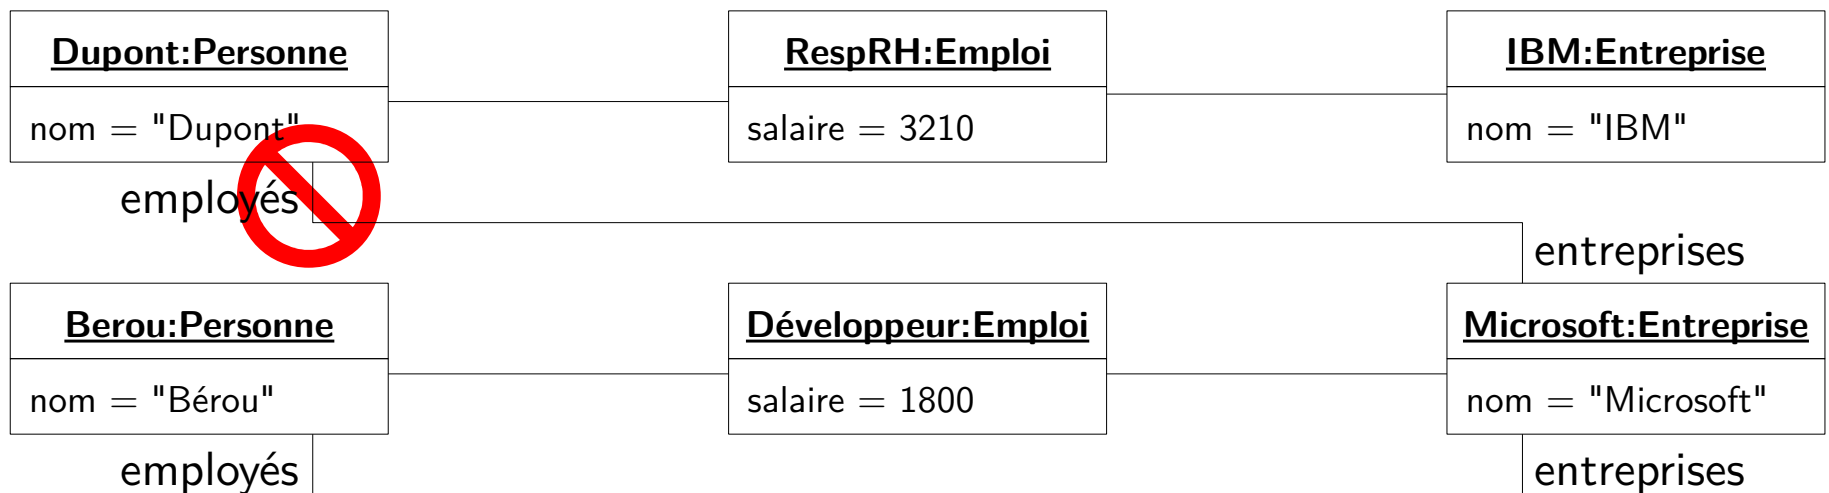 Dupont:Personne
nom = "Dupont"
RespRH:Emploi
salaire = 3210
IBM:Entreprise
nom = "IBM"
employés
entreprises
Berou:Personne
nom = "Bérou"
Développeur:Emploi
salaire = 1800
Microsoft:Entreprise
nom = "Microsoft"
employés
entreprises